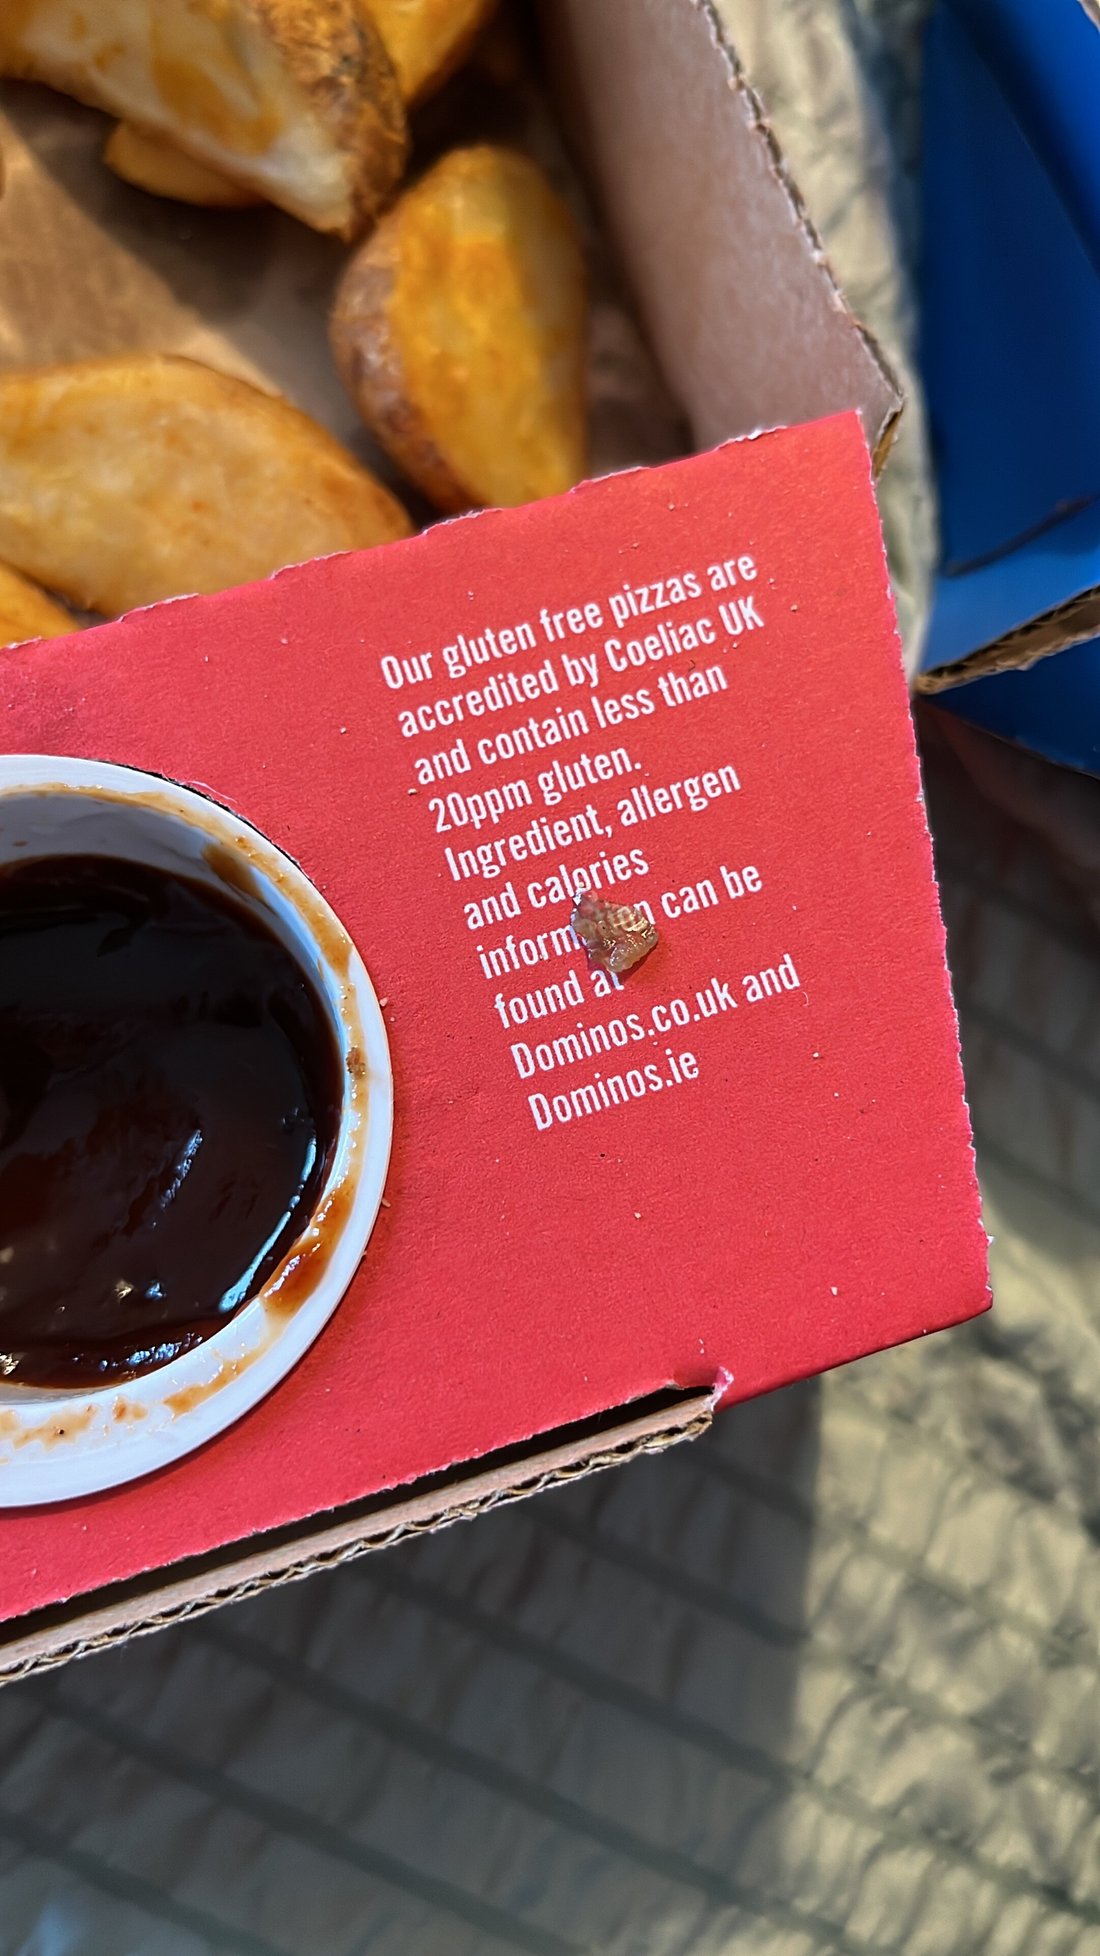 Our gluten free pizzas are
accredited by Coeliac UK
and contain less than
20ppm gluten.
Ingredient, allergen
and calories
can be
found at
Dominos.co.uk and
Dominos.ie